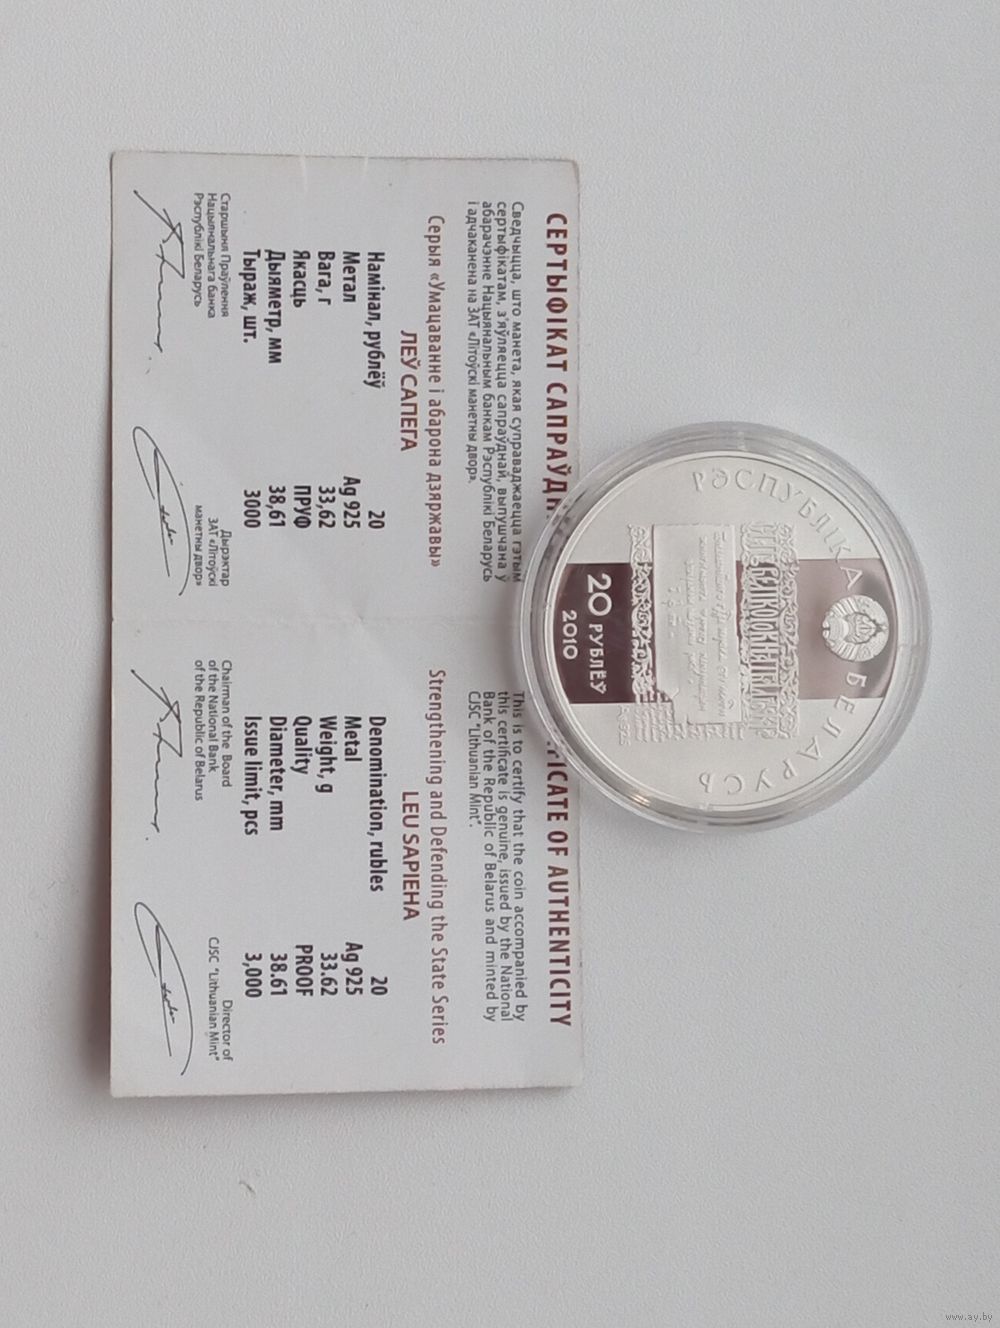 СЕРТЫФІКАТ САПРАЎДН
Сведчыцца, што манета, якая суправаджаецца гэтым
сертыфікатам, з'яўляецца сапраўднай, выпушчана ў
абарачэнне Нацыянальным банкам Рэспублікі Беларусь
і адчаканена на ЗАТ «Літоўскі манетны двор».
Серыя «Умацаванне і абарона дзяржавы»
ЛЕЎ САПЕГА
Намінал, рублёў 20
Метал Ag 925
Вага, г 33,62
Якасць ПРУФ
Дыяметр, мм 38,61
Тыраж, шт. 3000
Старшыня Праўлення
Нацыянальнага банка
Рэспублікі Беларусь
Дырэктар
ЗАТ «Літоўскі
манетны двор»
FICATE OF AUTHENTICITY
This is to certify that the coin accompanied by
this certificate is genuine, issued by the National
Bank of the Republic of Belarus and minted by
CJSC "Lithuanian Mint".
Strengthening and Defending the State Series
LEU SAPIEHA
Denomination, rubles 20
Metal Ag 925
Weight, g 33.62
Quality PROOF
Diameter, mm 38.61
Issue limit, pcs 3,000
Chairman of the Board
of the National Bank
of the Republic of Belarus
Director of
CJSC "Lithuanian Mint"
РЭСПУБЛІКА БЕЛАРУСЬ
20 РУБЛЁЎ
2010
www.ay.by